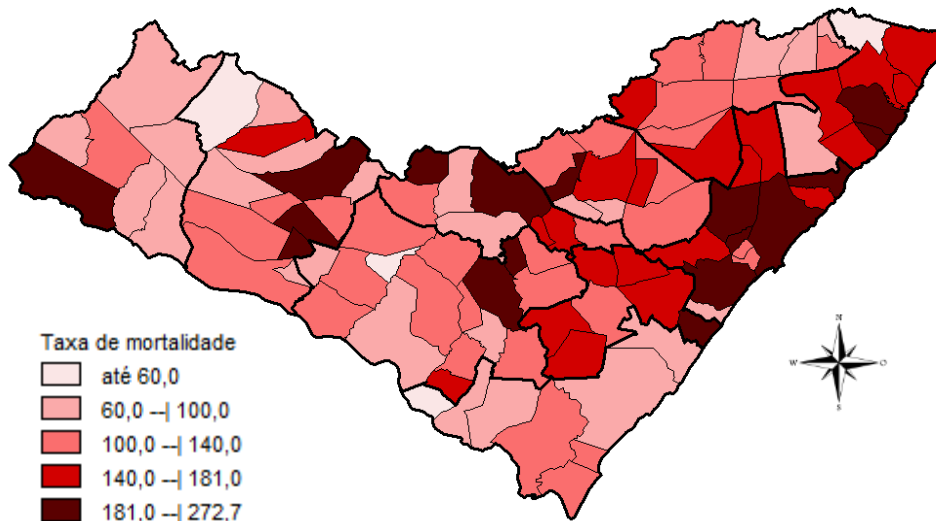 Taxa de mortalidade
até 60,0
60,0 --| 100,0
100,0 --| 140,0
140,0 --| 181,0
181,0 --| 272,7
N
W
O
S